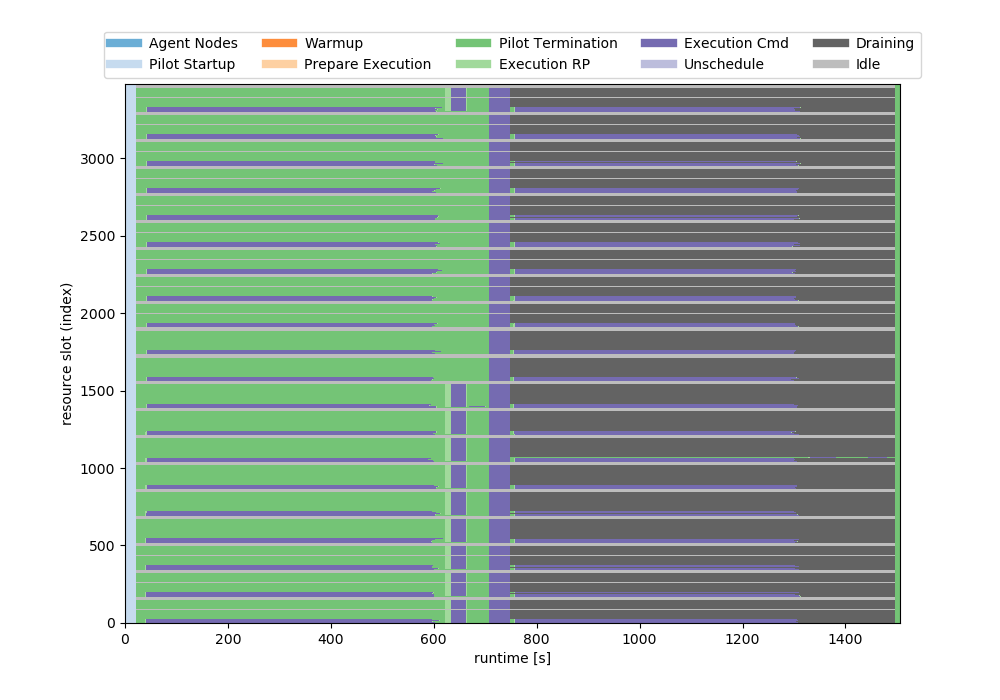 Agent Nodes Warmup Pilot Termination Execution Cmd Draining
Pilot Startup Prepare Execution Execution RP Unschedule Idle
3000
2500
2000
1500
1000
500
0
resource slot (index)
0 200 400 600 800 1000 1200 1400
runtime [s]